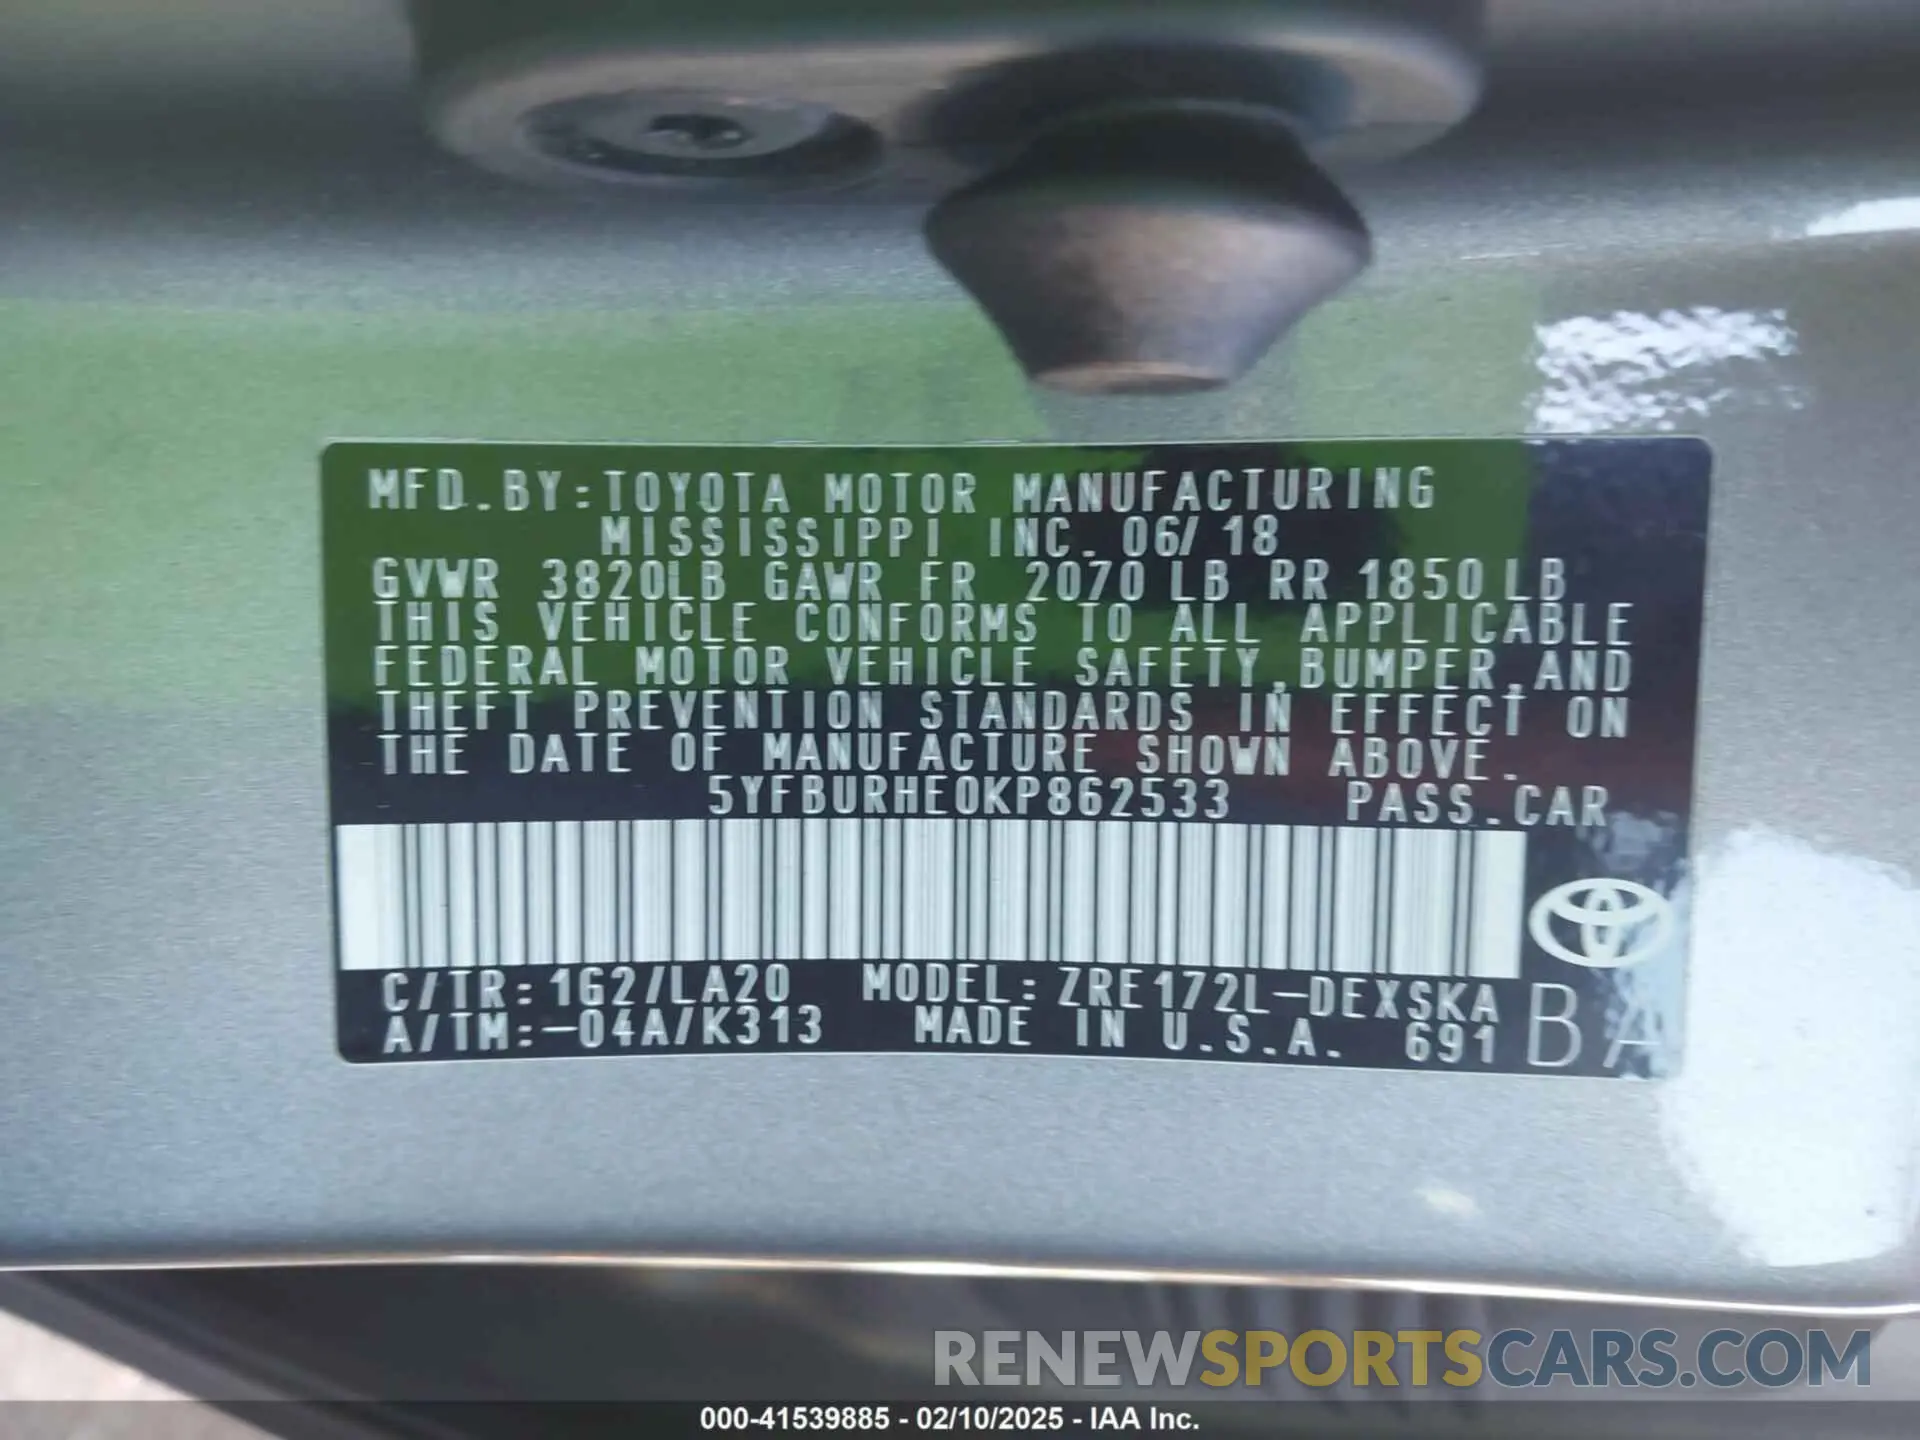 MFD.BY:TOYOTA MOTOR MANUFACTURING
MISSISSIPPI INC. 06/18
GVWR 3820LB GAWR FR 2070 LB RR 1850 LB
THIS VEHICLE CONFORMS TO ALL APPLICABLE
FEDERAL MOTOR VEHICLE SAFETY,BUMPER,AND
THEFT PREVENTION STANDARDS IN EFFECT ON
THE DATE OF MANUFACTURE SHOWN ABOVE.
5YFBURHE0KP862533 PASS.CAR
C/TR:1G2/LA20 MODEL:ZRE172L-DEXSKA
A/TM:-04A/K313 MADE IN U.S.A. 691 BA
RENEWSPORTSCARS.COM
000-41539885 - 02/10/2025 - IAA Inc.